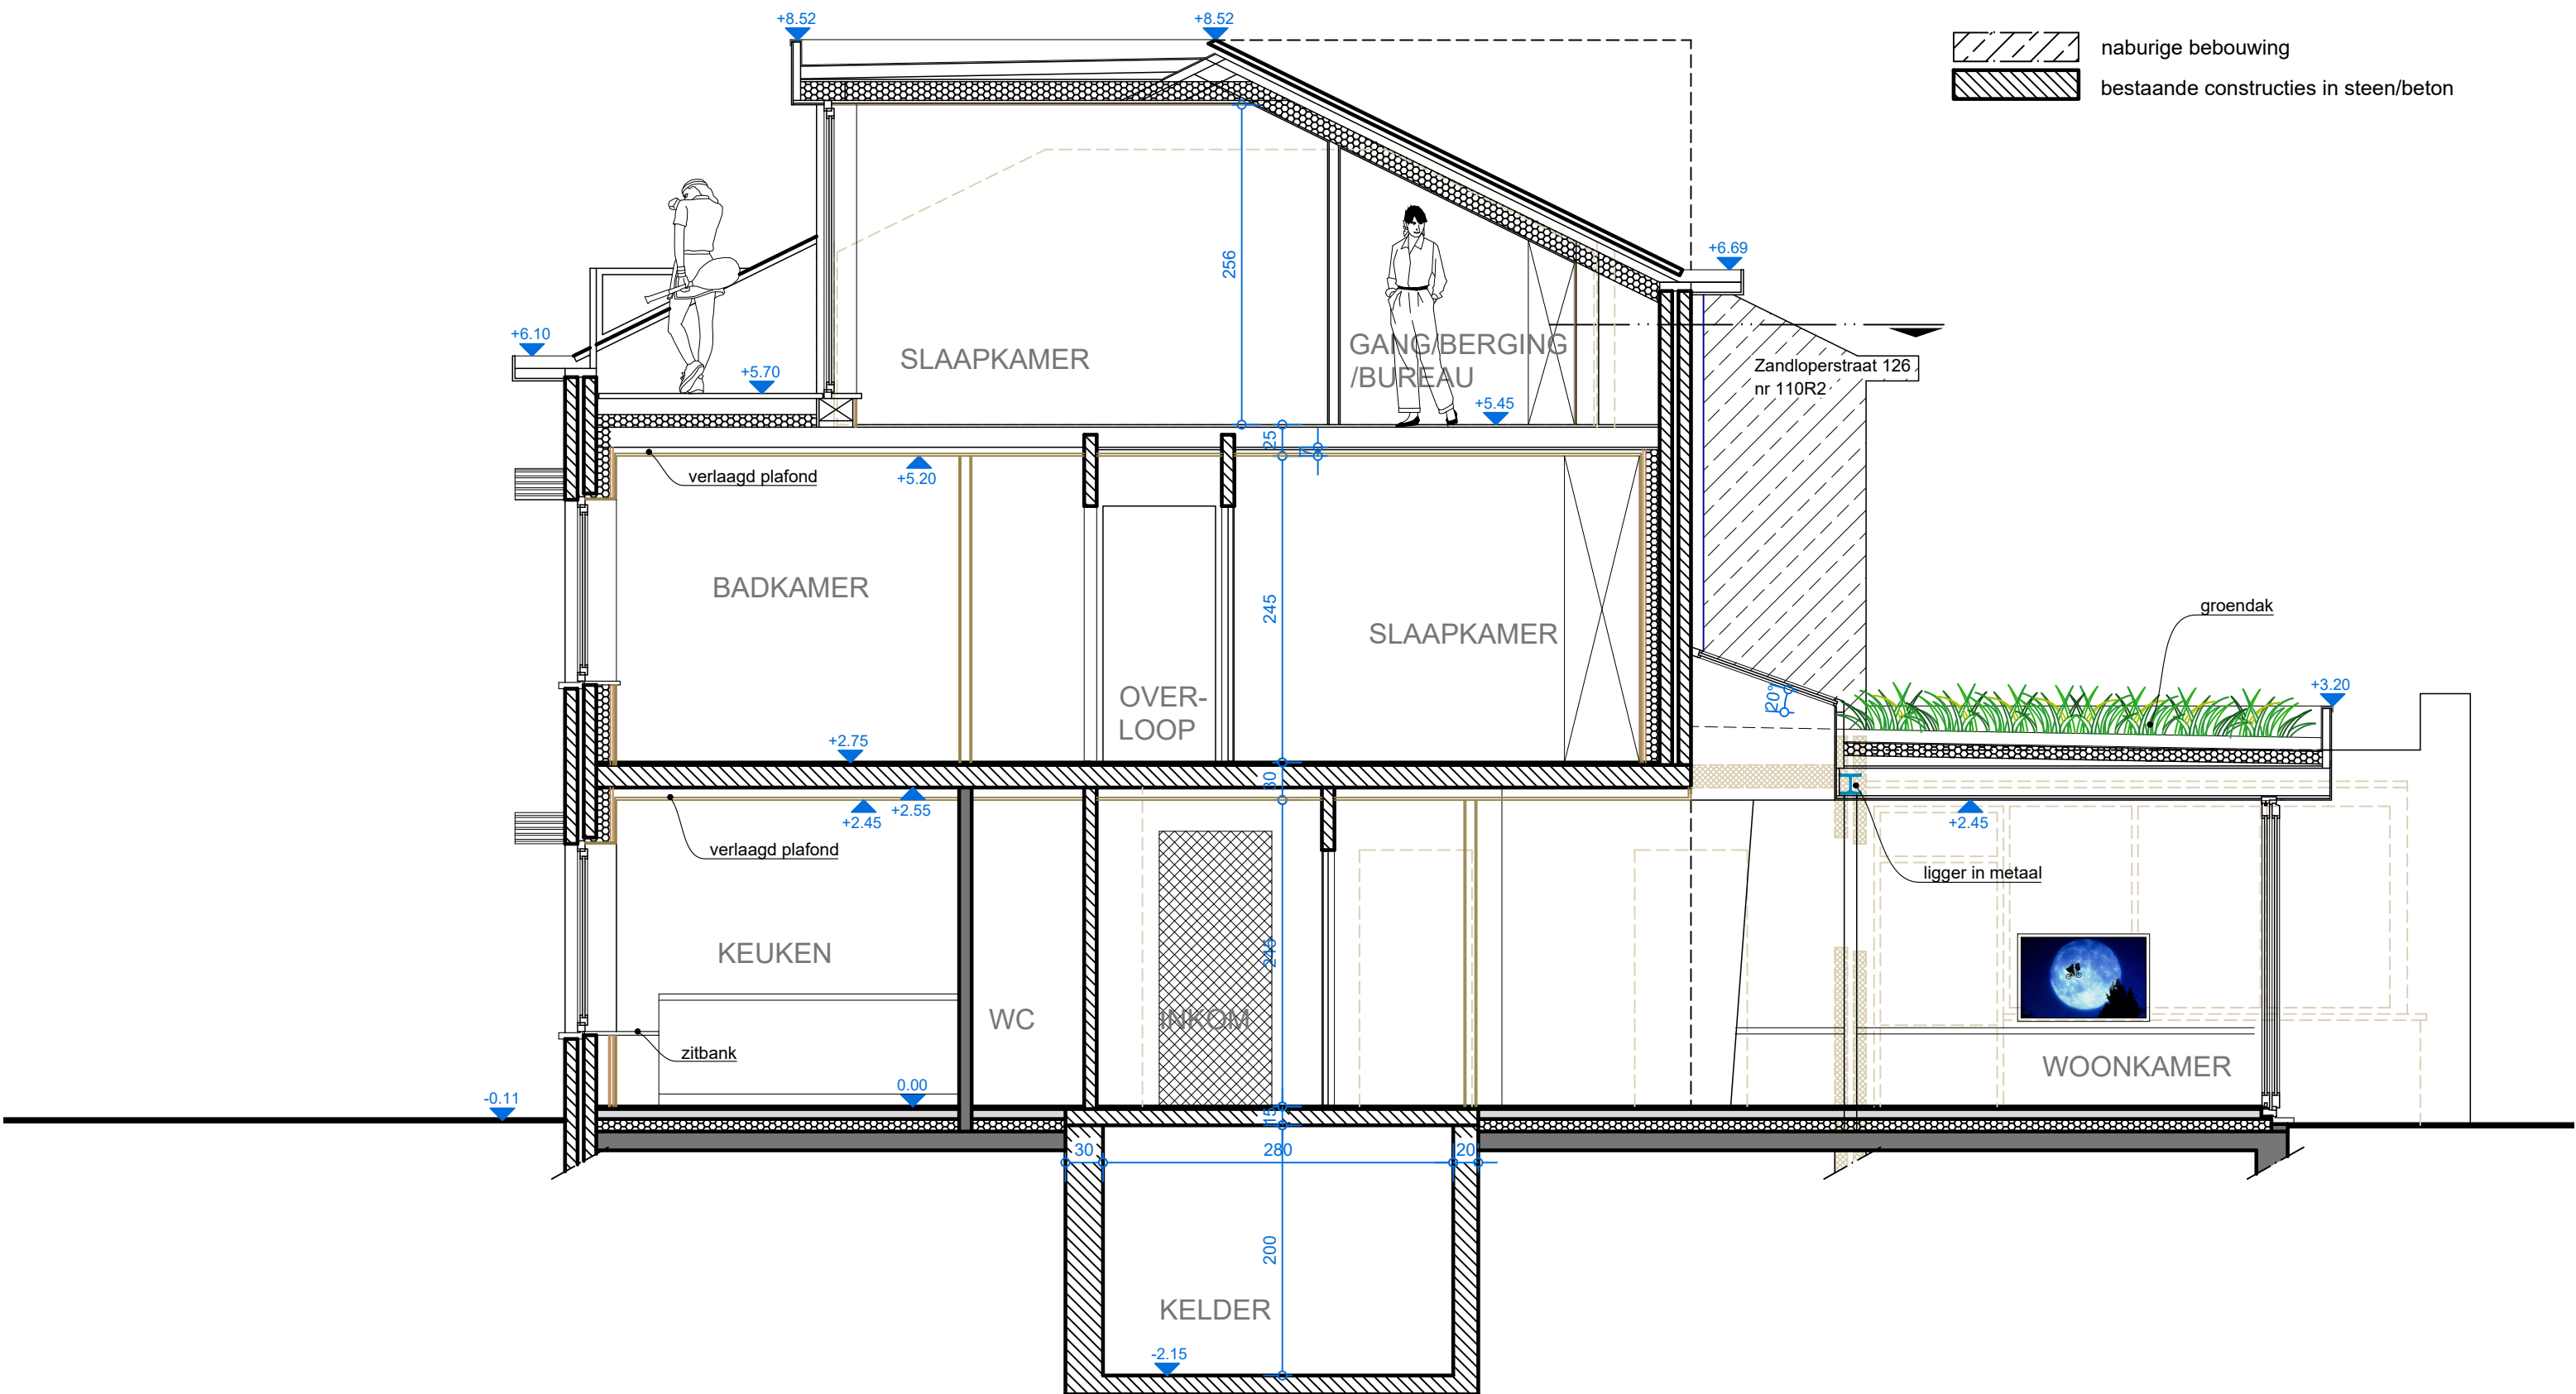 +8.52
+8.52
naburige bebouwing
bestaande constructies in steen/beton
+6.69
256
+6.10
GANG/BERGING
/BUREAU
SLAAPKAMER
Zandloperstraat 126
nr 110R2
+5.70
+5.45
25
verlaagd plafond
+5.20
BADKAMER
245
SLAAPKAMER
groendak
OVER-
LOOP
20°
+3.20
+2.75
30
+2.45
+2.55
+2.45
verlaagd plafond
ligger in metaal
KEUKEN
245
WC
INKOM
zitbank
WOONKAMER
0.00
-0.11
15
30
280
20
200
KELDER
-2.15